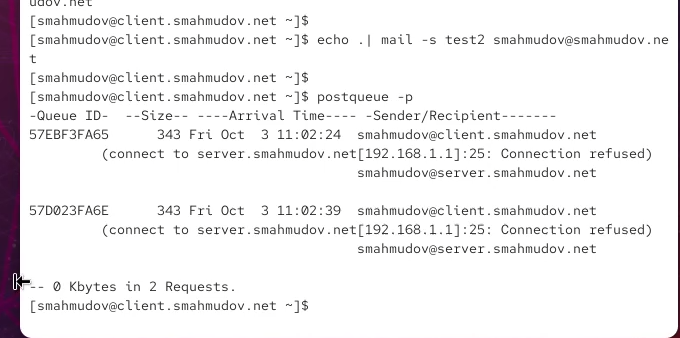 udov.net
[smahmudov@client.smahmudov.net ~]$
[smahmudov@client.smahmudov.net ~]$ echo .| mail -s test2 smahmudov@smahmudov.ne
t
[smahmudov@client.smahmudov.net ~]$
[smahmudov@client.smahmudov.net ~]$ postqueue -p
-Queue ID-  --Size-- ----Arrival Time---- -Sender/Recipient-------
57EBF3FA65      343 Fri Oct  3 11:02:24  smahmudov@client.smahmudov.net
         (connect to server.smahmudov.net[192.168.1.1]:25: Connection refused)
                                         smahmudov@server.smahmudov.net
57D023FA6E      343 Fri Oct  3 11:02:39  smahmudov@client.smahmudov.net
         (connect to server.smahmudov.net[192.168.1.1]:25: Connection refused)
                                         smahmudov@server.smahmudov.net
-- 0 Kbytes in 2 Requests.
[smahmudov@client.smahmudov.net ~]$